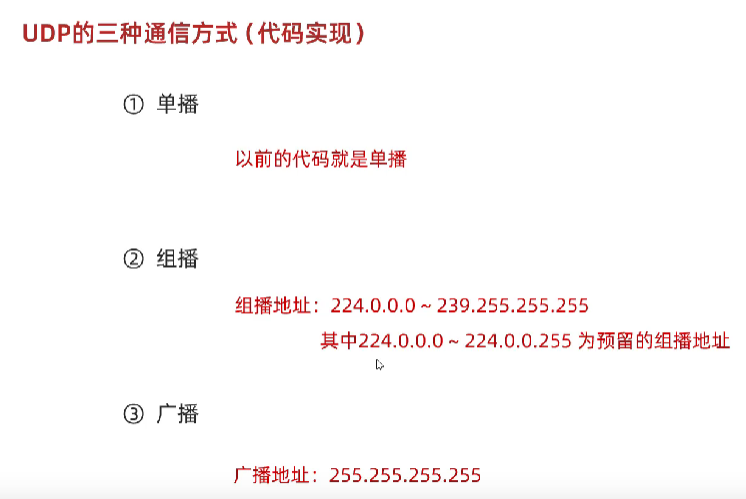 UDP的三种通信方式（代码实现）
① 单播
以前的代码就是单播
② 组播
组播地址：224.0.0.0 ~ 239.255.255.255
其中224.0.0.0 ~ 224.0.0.255 为预留的组播地址
③ 广播
广播地址：255.255.255.255